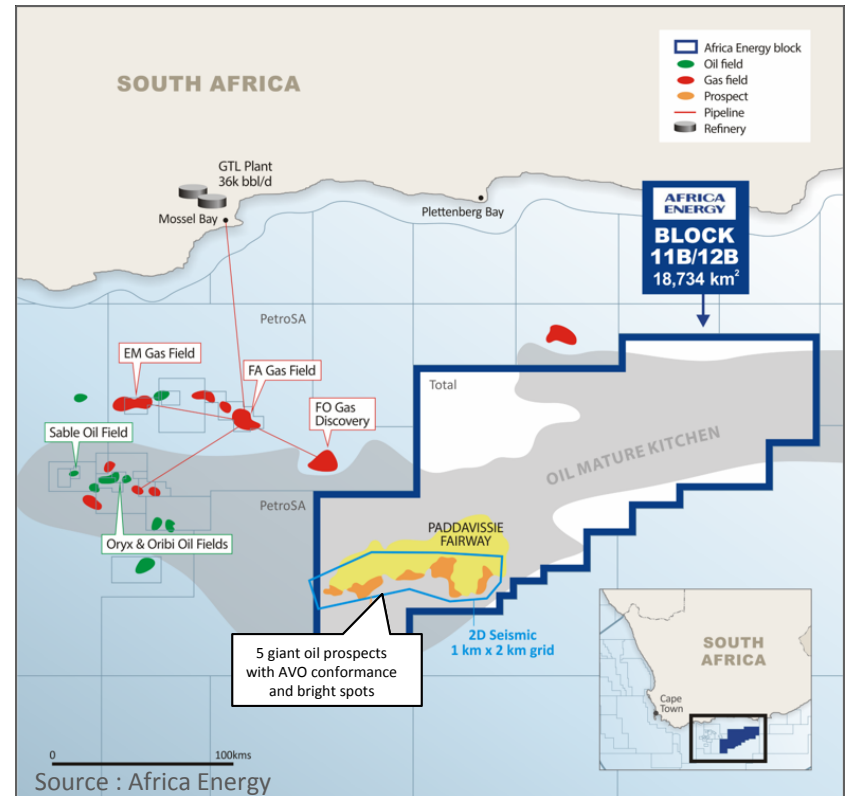 SOUTH AFRICA
Africa Energy block
Oil field
Gas field
Prospect
Pipeline
Refinery
GTL Plant
36k bbl/d
Mossel Bay
Plettenberg Bay
AFRICA
ENERGY
BLOCK
11B/12B
18,734 km²
PetroSA
EM Gas Field
FA Gas Field
Total
FO Gas
Discovery
Sable Oil Field
OIL MATURE KITCHEN
PetroSA
PADDAVISSIE
FAIRWAY
Oryx & Oribi Oil Fields
2D Seismic
1 km x 2 km grid
5 giant oil prospects
with AVO conformance
and bright spots
SOUTH
AFRICA
Cape
Town
0
100kms
Source : Africa Energy